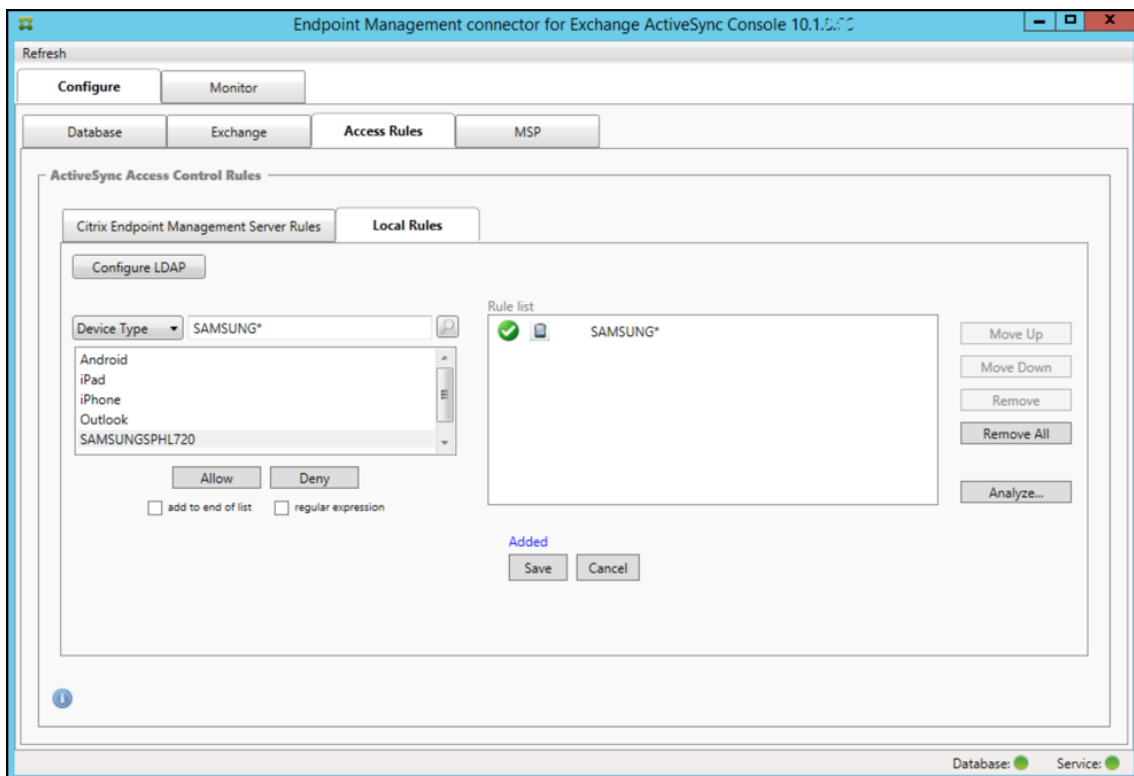 Endpoint Management connector for Exchange ActiveSync Console
Refresh
Configure Monitor
Database Exchange Access Rules MSP
ActiveSync Access Control Rules
Citrix Endpoint Management Server Rules Local Rules
Configure LDAP
Rule list
Device Type SAMSUNG*
SAMSUNG*
Move Up
Android
iPad
Move Down
iPhone
Remove
Outlook
SAMSUNGSPHL720
Remove All
Allow Deny
Analyze...
add to end of list regular expression
Added
Save Cancel
Database: Service: